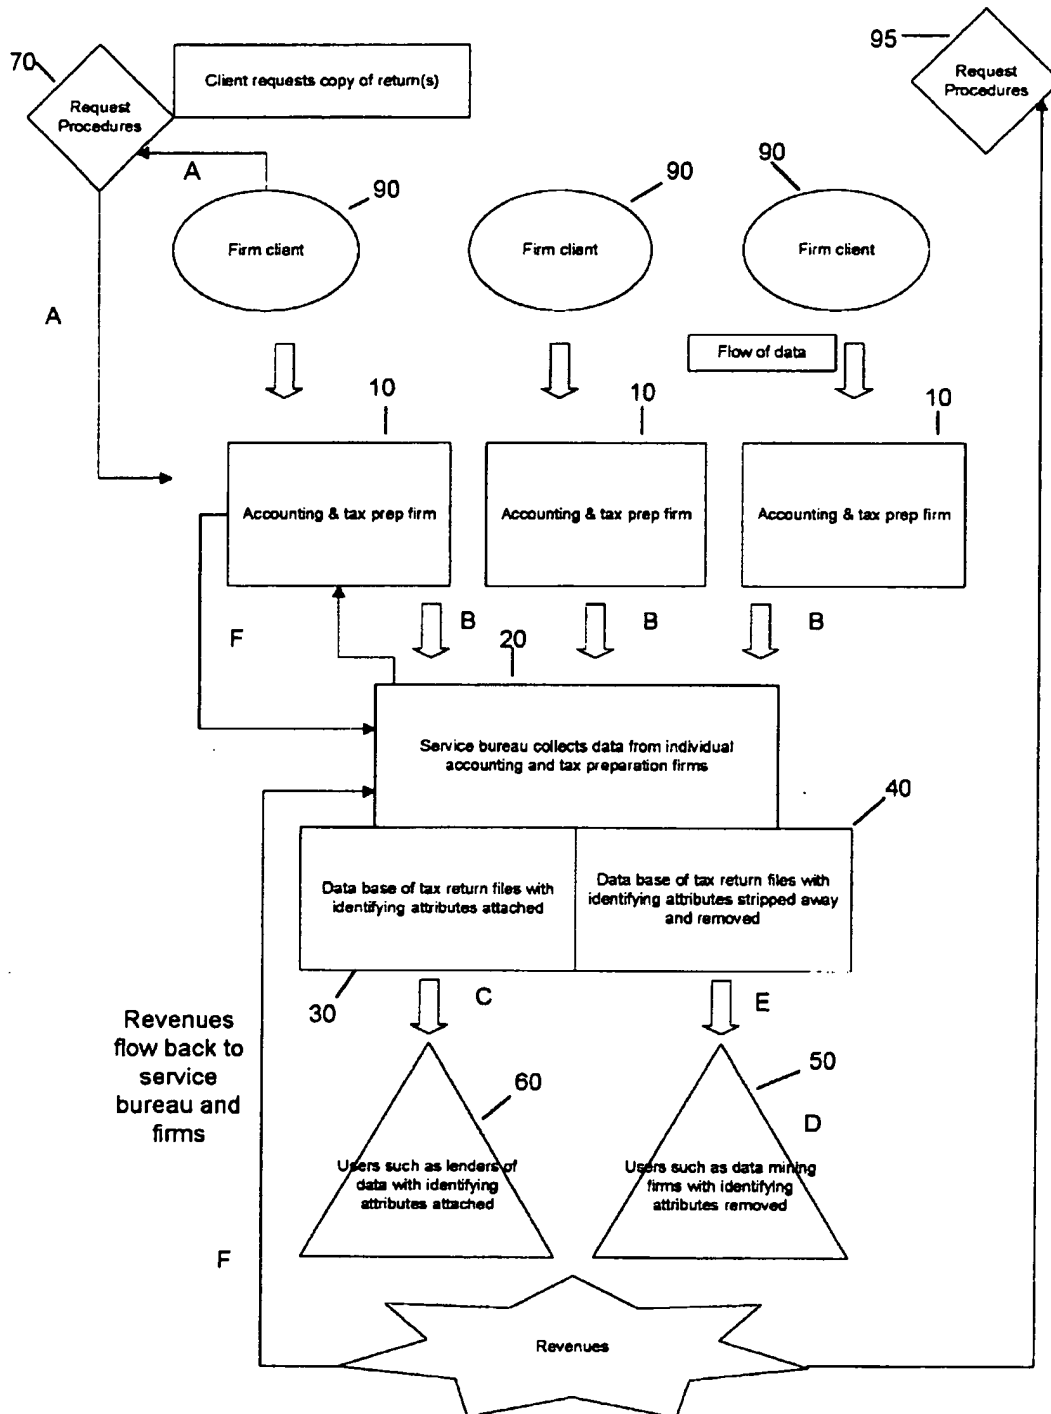 70
Request
Procedures
Client requests copy of return(s)
95
Request
Procedures
A
90
Firm client
90
Firm client
90
Firm client
A
Flow of data
10
Accounting & tax prep firm
10
Accounting & tax prep firm
10
Accounting & tax prep firm
F
B
B
B
20
Service bureau collects data from individual
accounting and tax preparation firms
40
Data base of tax return files with
identifying attributes attached
Data base of tax return files with
identifying attributes stripped away
and removed
30
C
E
Revenues
flow back to
service
bureau and
firms
60
Users such as lenders of
data with identifying
attributes attached
50
D
Users such as data mining
firms with identifying
attributes removed
F
Revenues